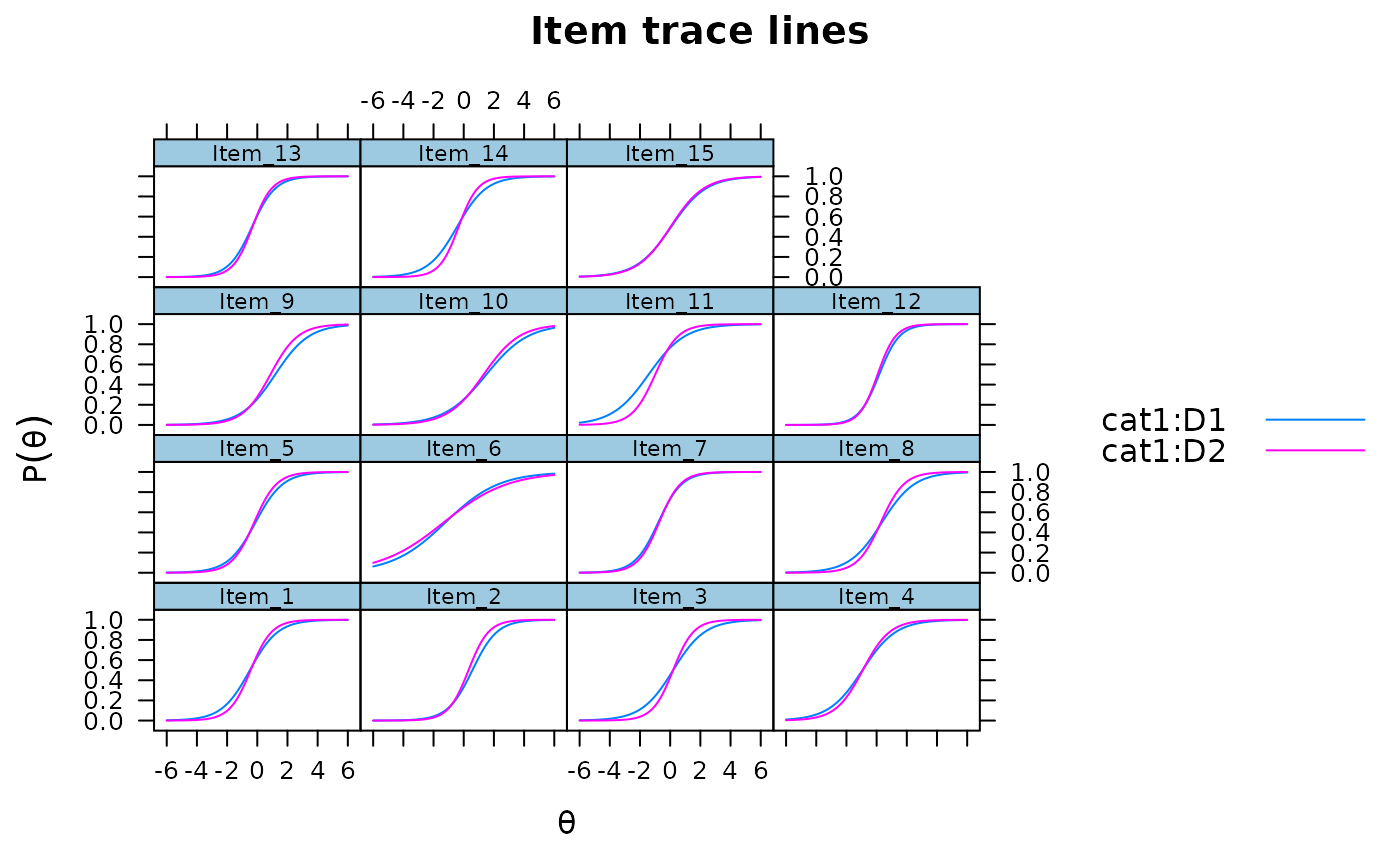 Item trace lines
-6 -4 -2 0 2 4 6
Item_13 Item_14 Item_15
1.0
0.8
0.6
0.4
0.2
0.0
Item_9 Item_10 Item_11 Item_12
1.0
0.8
0.6
0.4
0.2
0.0
Item_5 Item_6 Item_7 Item_8
1.0
0.8
0.6
0.4
0.2
0.0
Item_1 Item_2 Item_3 Item_4
1.0
0.8
0.6
0.4
0.2
0.0
-6 -4 -2 0 2 4 6 -6 -4 -2 0 2 4 6
θ
P(θ)
cat1:D1
cat1:D2